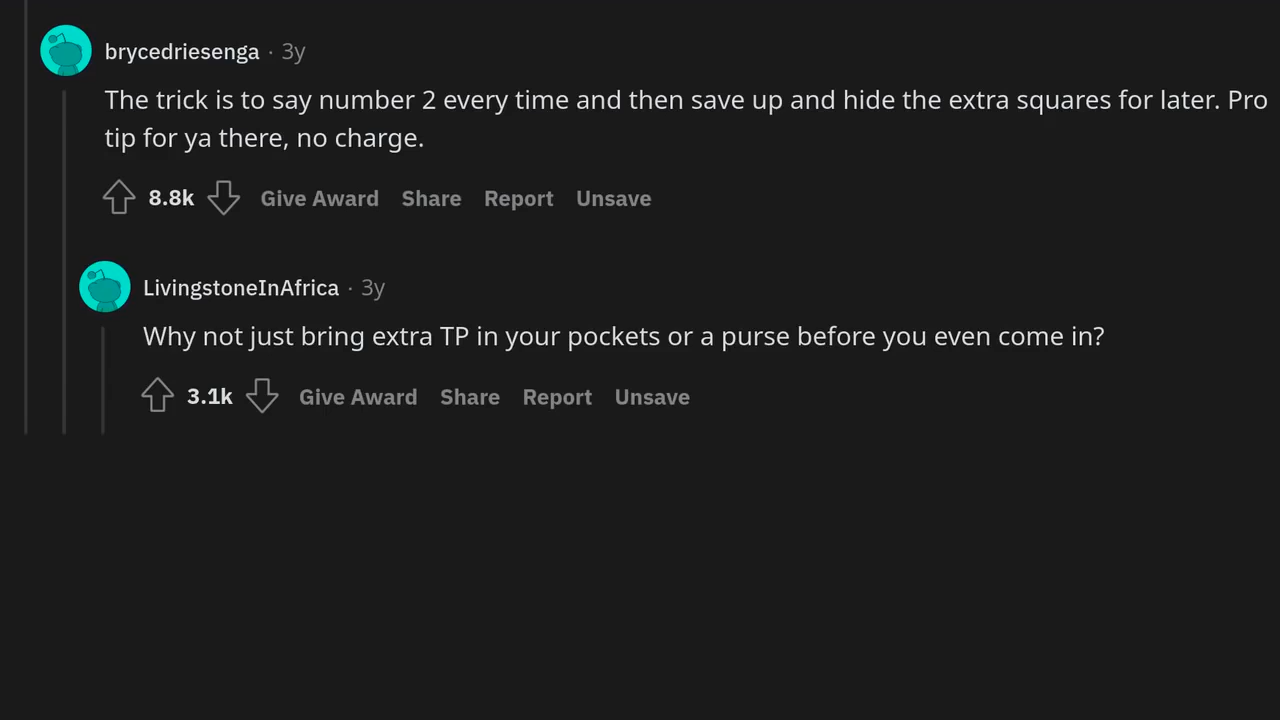 brycedriesenga · 3y
The trick is to say number 2 every time and then save up and hide the extra squares for later. Pro
tip for ya there, no charge.
8.8k Give Award Share Report Unsave
LivingstoneInAfrica · 3y
Why not just bring extra TP in your pockets or a purse before you even come in?
3.1k Give Award Share Report Unsave